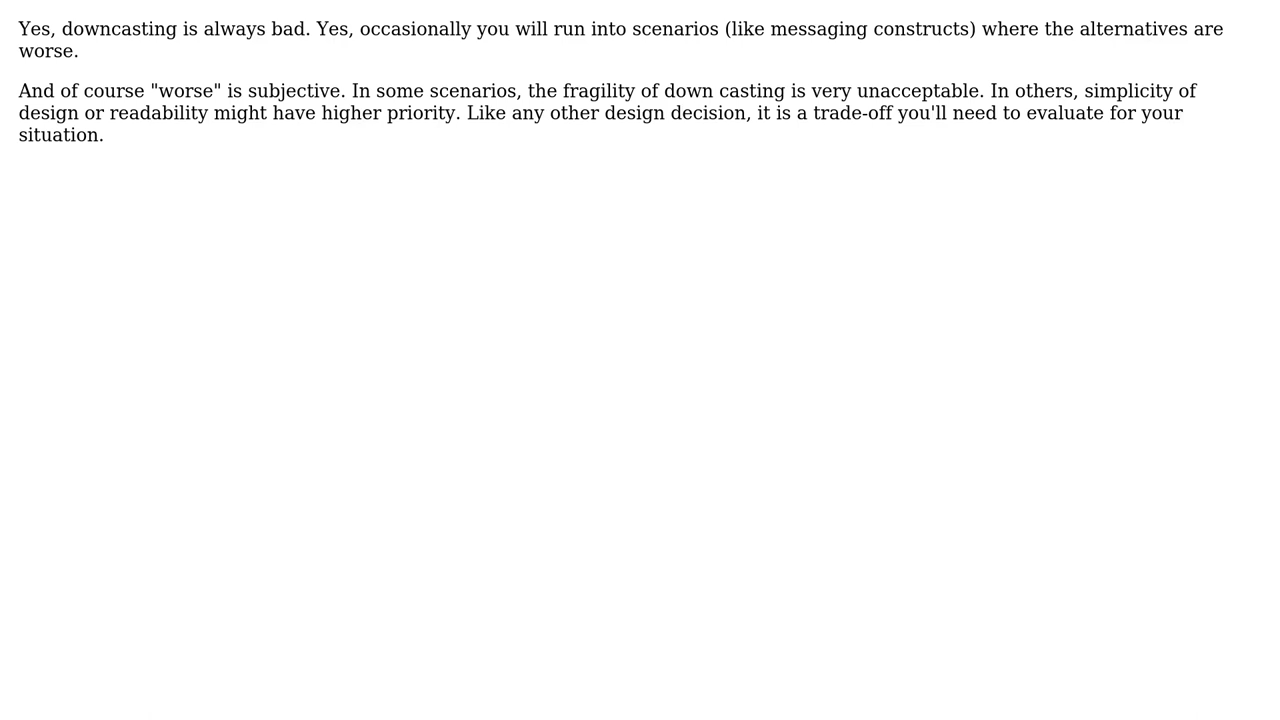 Yes, downcasting is always bad. Yes, occasionally you will run into scenarios (like messaging constructs) where the alternatives are
worse.
And of course "worse" is subjective. In some scenarios, the fragility of down casting is very unacceptable. In others, simplicity of
design or readability might have higher priority. Like any other design decision, it is a trade-off you'll need to evaluate for your
situation.